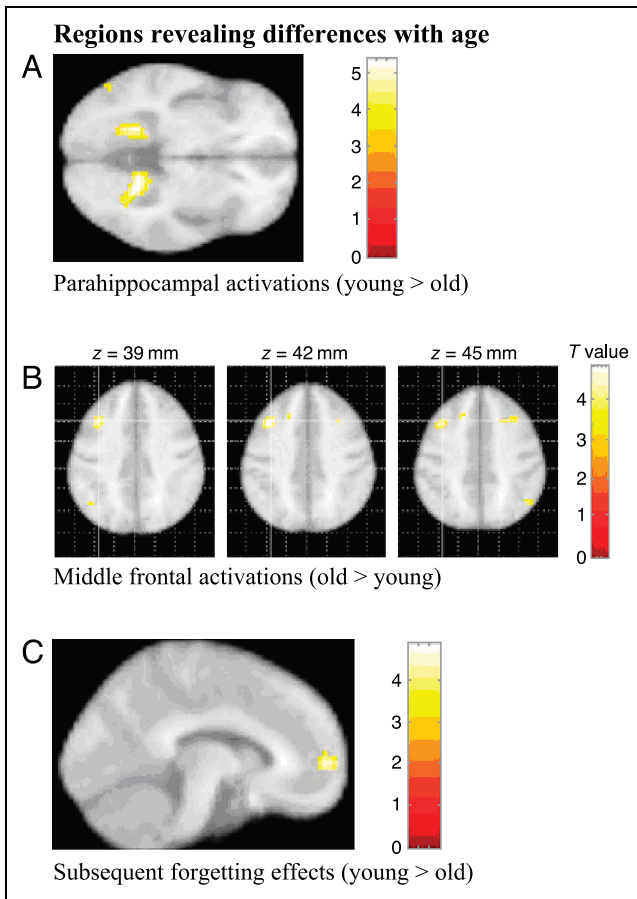 Regions revealing differences with age
A
5
4
3
2
1
0
Parahippocampal activations (young > old)
B
z = 39 mm
z = 42 mm
z = 45 mm
T value
4
3
2
1
0
Middle frontal activations (old > young)
C
4
3
2
1
0
Subsequent forgetting effects (young > old)